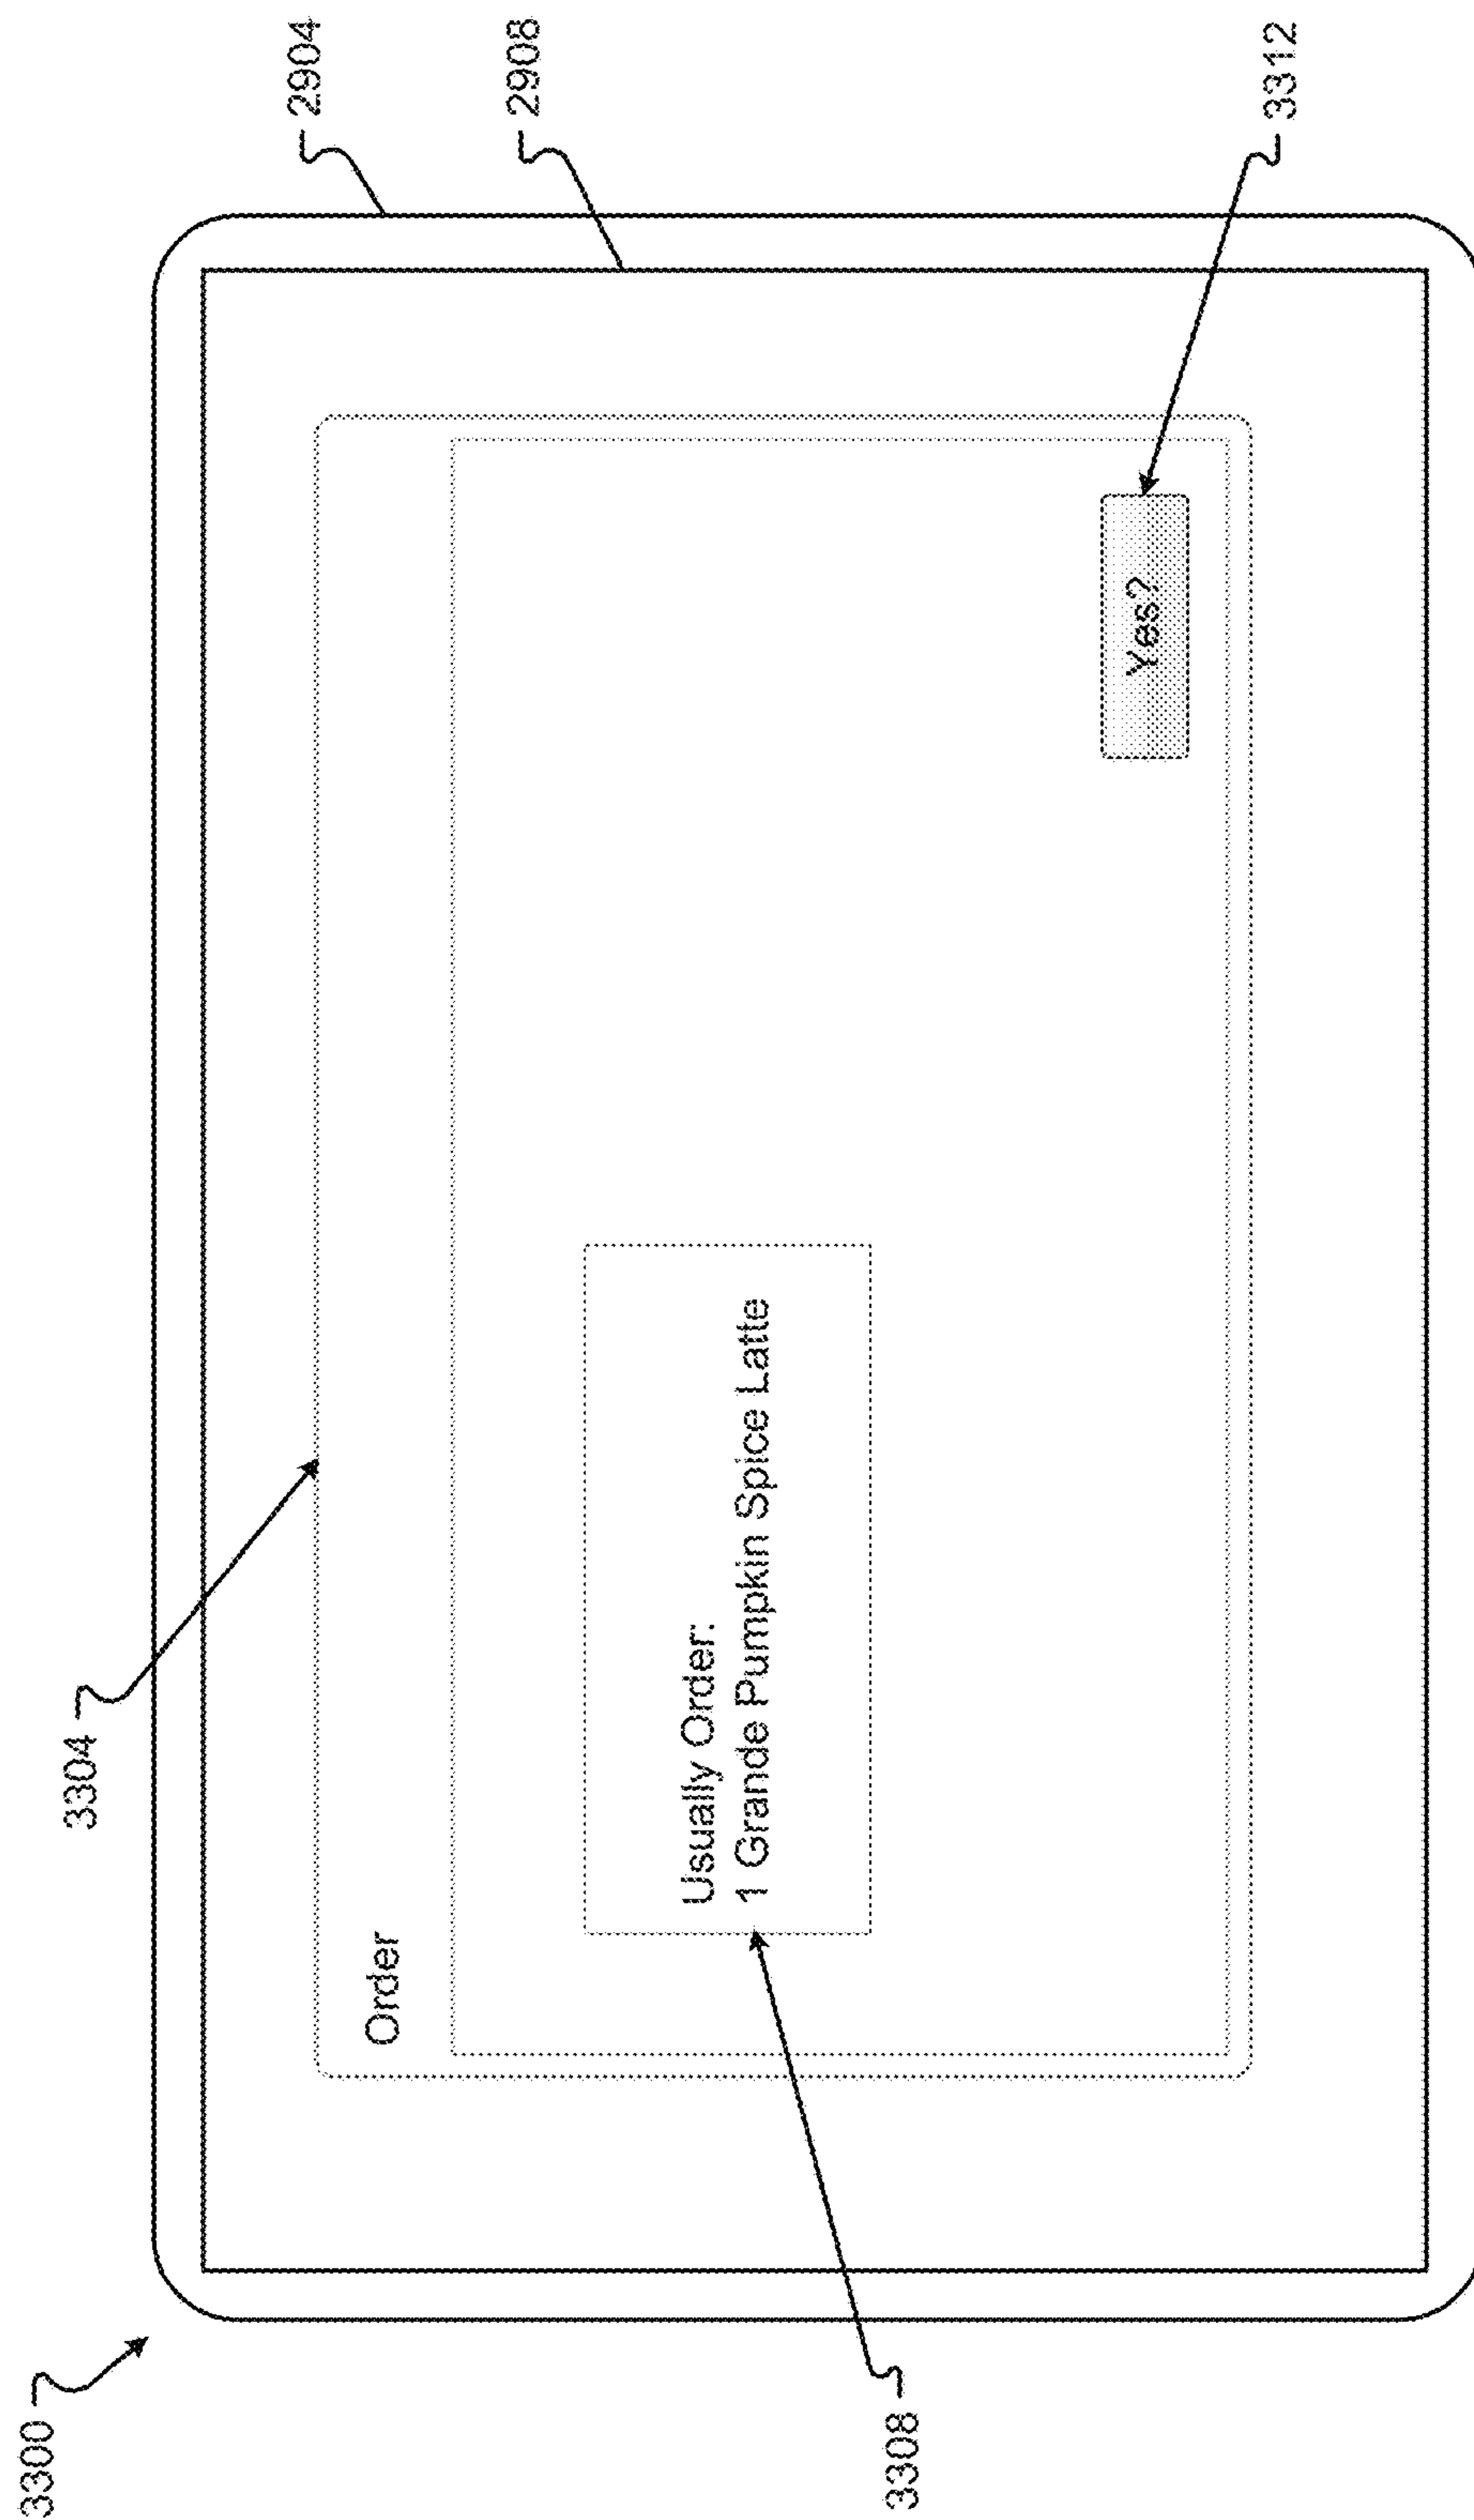 3300
3304
2904
2908
Order
Usually Order:
1 Grande Pumpkin Spice Latte
Yes?
3308
3312